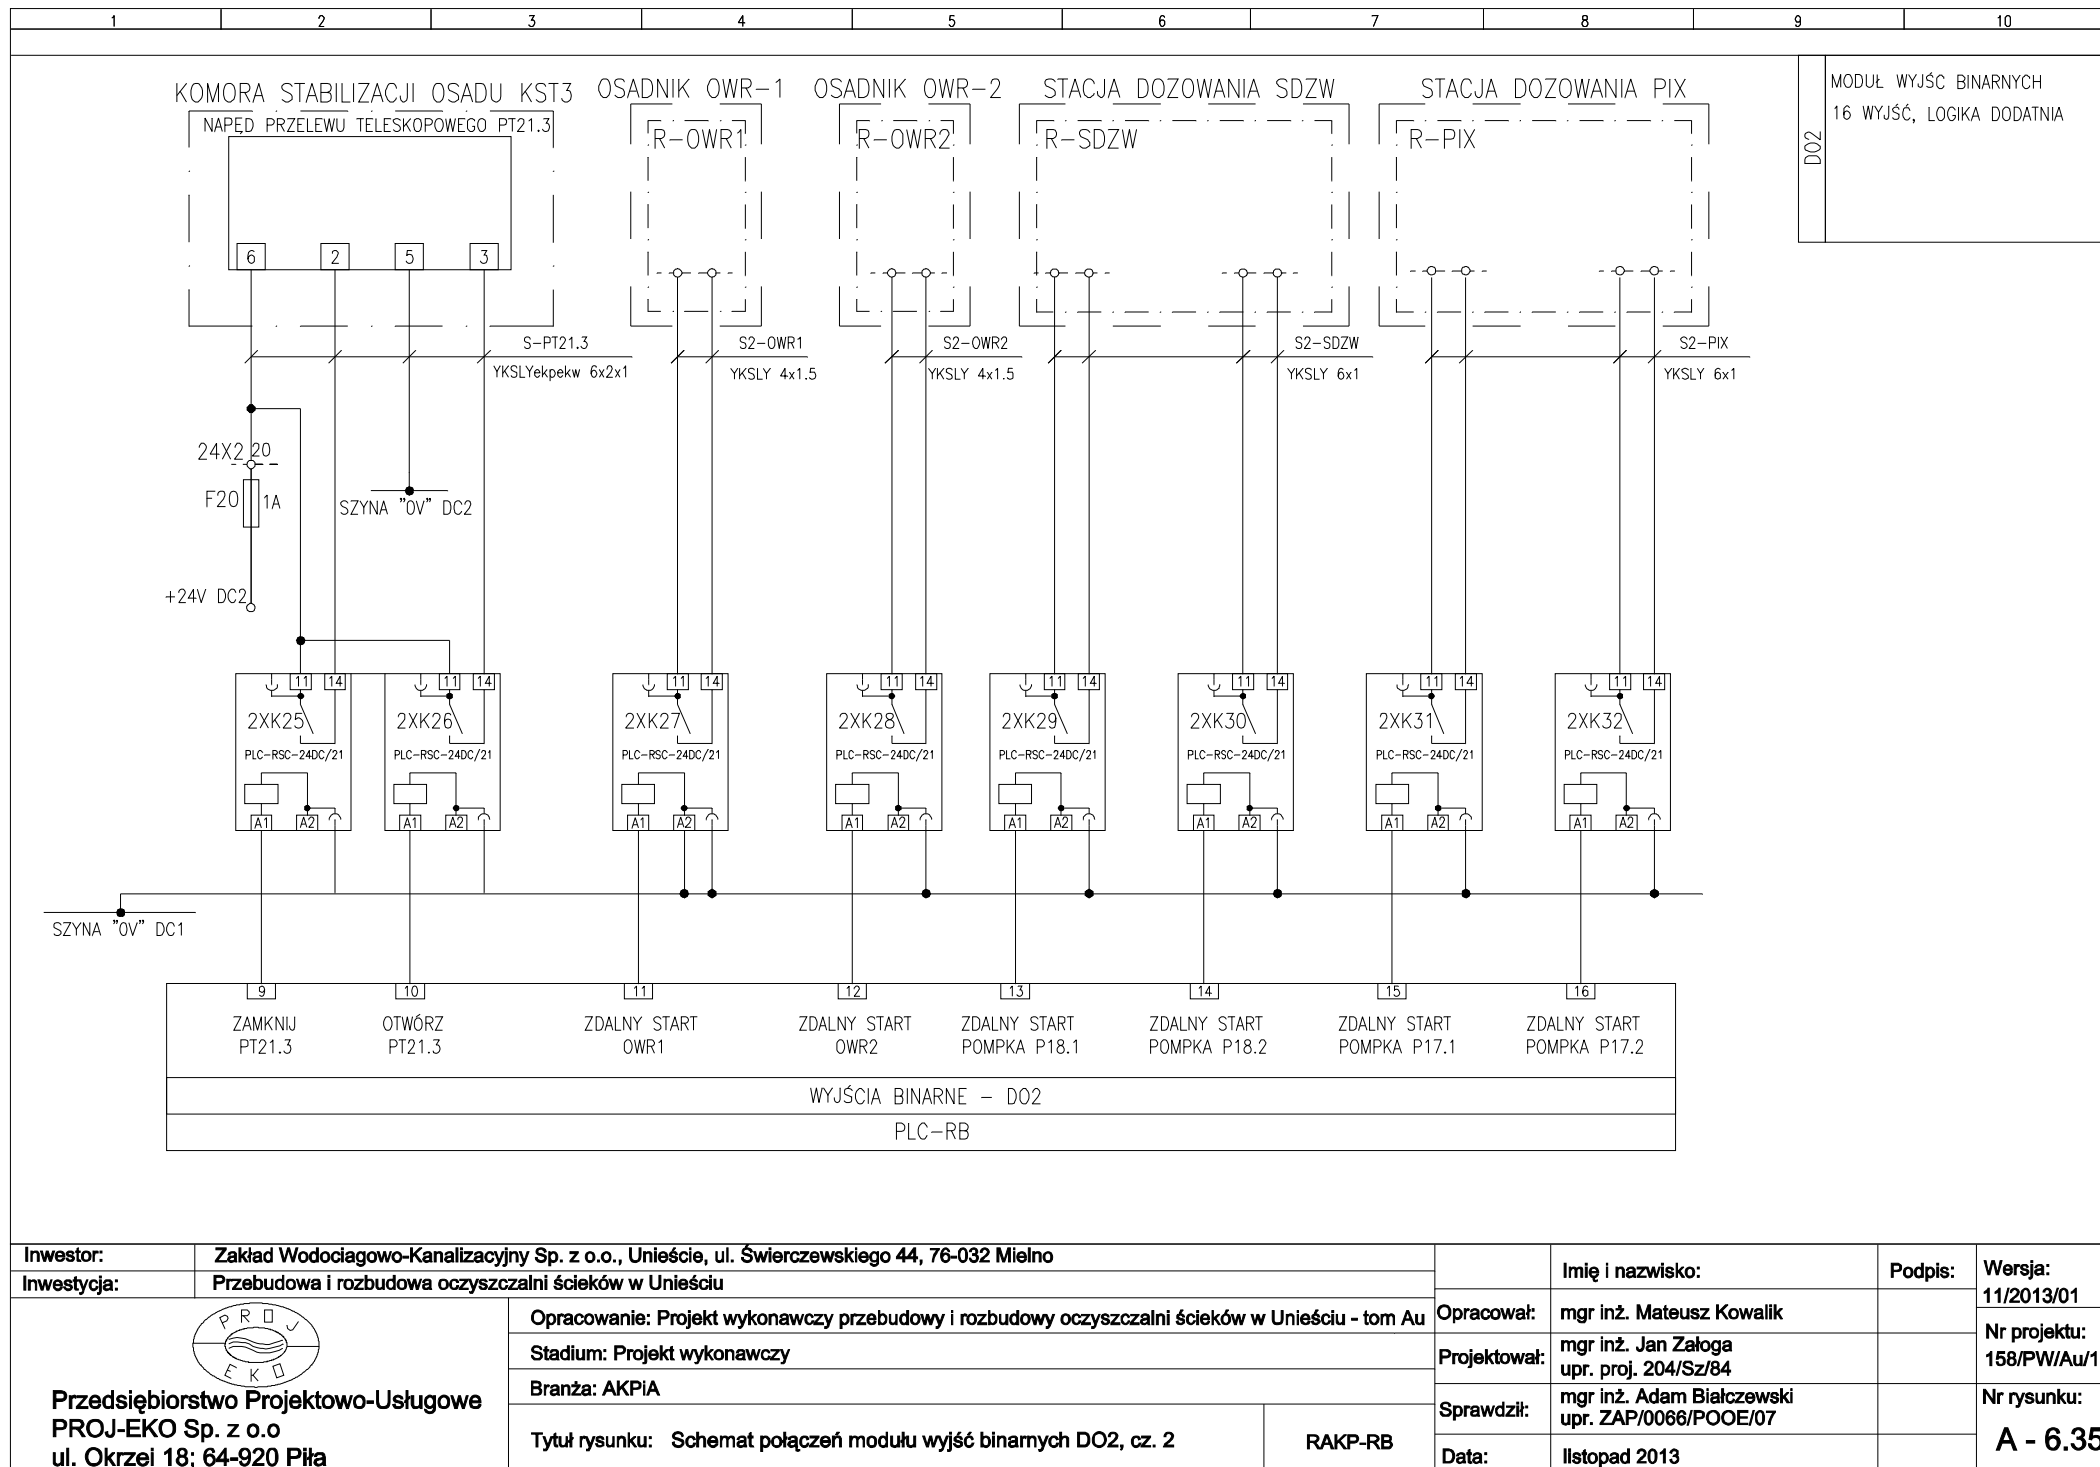 1 2 3 4 5 6 7 8 9 10
KOMORA STABILIZACJI OSADU KST3
NAPĘD PRZELEWU TELESKOPOWEGO PT21.3
OSADNIK OWR-1
R-OWR1
OSADNIK OWR-2
R-OWR2
STACJA DOZOWANIA SDZW
R-SDZW
STACJA DOZOWANIA PIX
R-PIX
DO2
MODUŁ WYJŚC BINARNYCH
16 WYJŚĆ, LOGIKA DODATNIA
6 2 5 3
S-PT21.3
YKSLYekpekw 6x2x1
S2-OWR1
YKSLY 4x1.5
S2-OWR2
YKSLY 4x1.5
S2-SDZW
YKSLY 6x1
S2-PIX
YKSLY 6x1
24X2 20
F20 1A
SZYNA "0V" DC2
+24V DC2
11 14 11 14 11 14 11 14 11 14 11 14 11 14 11 14
2XK25 2XK26 2XK27 2XK28 2XK29 2XK30 2XK31 2XK32
PLC-RSC-24DC/21 PLC-RSC-24DC/21 PLC-RSC-24DC/21 PLC-RSC-24DC/21 PLC-RSC-24DC/21 PLC-RSC-24DC/21 PLC-RSC-24DC/21 PLC-RSC-24DC/21
A1 A2 A1 A2 A1 A2 A1 A2 A1 A2 A1 A2 A1 A2 A1 A2
SZYNA "0V" DC1
9 10 11 12 13 14 15 16
ZAMKNIJ
PT21.3
OTWÓRZ
PT21.3
ZDALNY START
OWR1
ZDALNY START
OWR2
ZDALNY START
POMPKA P18.1
ZDALNY START
POMPKA P18.2
ZDALNY START
POMPKA P17.1
ZDALNY START
POMPKA P17.2
WYJŚCIA BINARNE - DO2
PLC-RB
Inwestor: Zakład Wodociagowo-Kanalizacyjny Sp. z o.o., Unieście, ul. Świerczewskiego 44, 76-032 Mielno
Inwestycja: Przebudowa i rozbudowa oczyszczalni ścieków w Unieściu
PROJ
EKO
Przedsiębiorstwo Projektowo-Usługowe
PROJ-EKO Sp. z o.o
ul. Okrzei 18; 64-920 Piła
Opracowanie: Projekt wykonawczy przebudowy i rozbudowy oczyszczalni ścieków w Unieściu - tom Au
Stadium: Projekt wykonawczy
Branża: AKPiA
Tytuł rysunku: Schemat połączeń modułu wyjść binarnych DO2, cz. 2
RAKP-RB
Imię i nazwisko: Podpis:
Opracował: mgr inż. Mateusz Kowalik
Projektował: mgr inż. Jan Załoga
upr. proj. 204/Sz/84
Sprawdził: mgr inż. Adam Białczewski
upr. ZAP/0066/POOE/07
Data: listopad 2013
Wersja:
11/2013/01
Nr projektu:
158/PW/Au/1
Nr rysunku:
A - 6.35